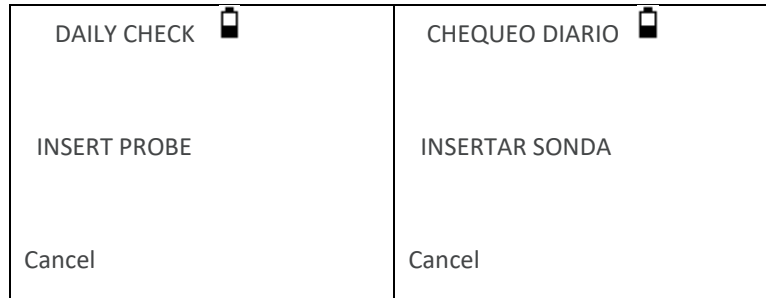 DAILY CHECK
INSERT PROBE
Cancel
CHEQUEO DIARIO
INSERTAR SONDA
Cancel